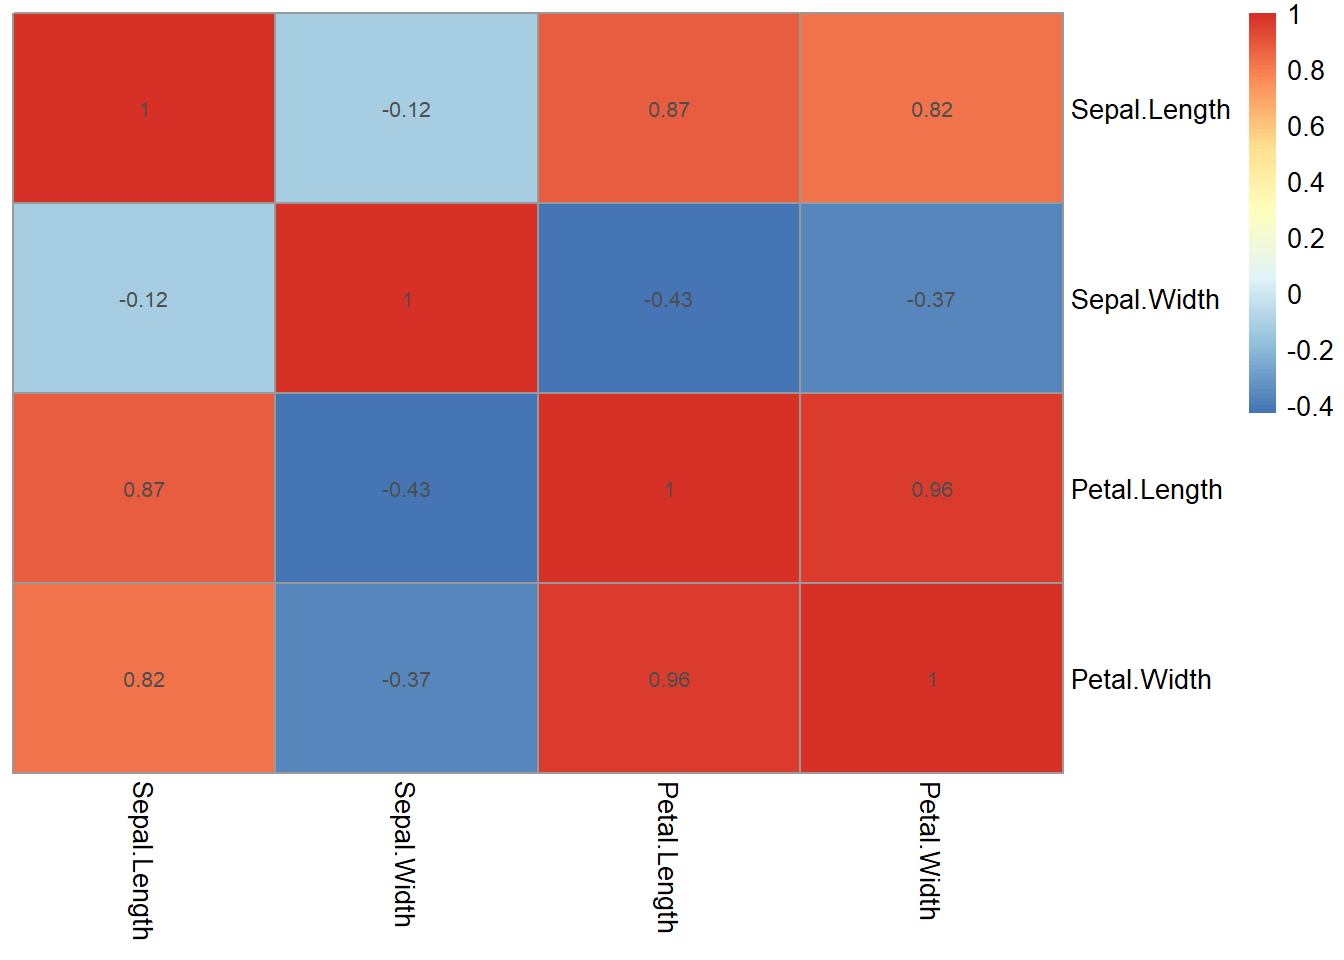 1 -0.12 0.87 0.82 Sepal.Length
-0.12 1 -0.43 -0.37 Sepal.Width
0.87 -0.43 1 0.96 Petal.Length
0.82 -0.37 0.96 1 Petal.Width
Sepal.Length
Sepal.Width
Petal.Length
Petal.Width
1
0.8
0.6
0.4
0.2
0
-0.2
-0.4